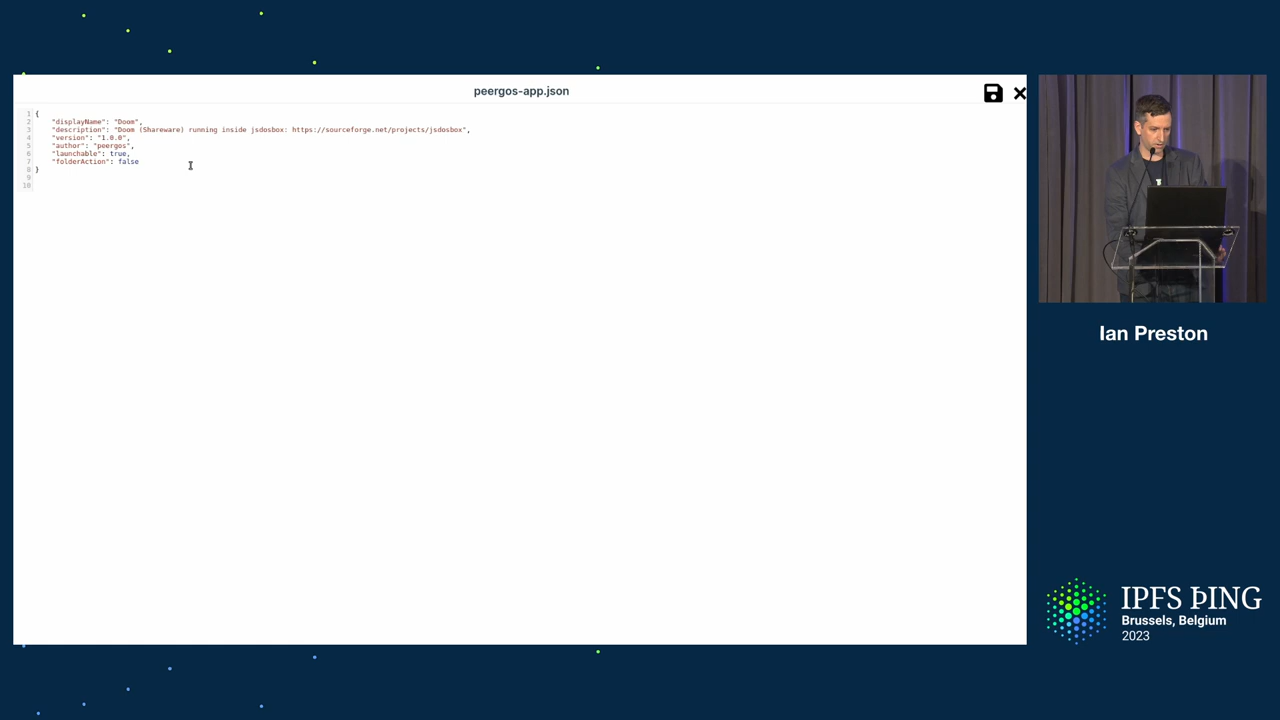 peergos-app.json
1 {
2     "displayName": "Doom",
3     "description": "Doom (Shareware) running inside jsdosbox: https://sourceforge.net/projects/jsdosbox",
4     "version": "1.0.0",
5     "author": "peergos",
6     "launchable": true,
7     "folderAction": false
8 }
9
10
Ian Preston
IPFS ÞING
Brussels, Belgium
2023